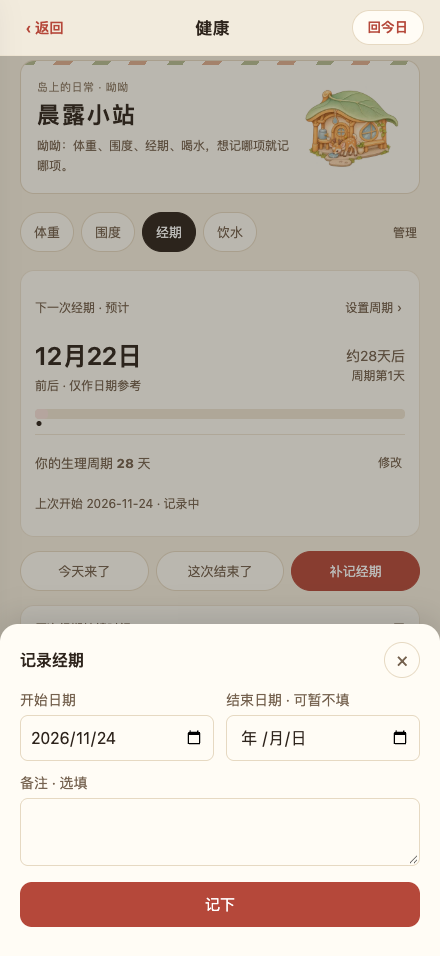 ‹ 返回
健康
回今日
岛上的日常 · 呦呦
晨露小站
呦呦：体重、围度、经期、喝水，想记哪项就记
哪项。
体重
围度
经期
饮水
管理
下一次经期 · 预计
设置周期 ›
12月22日
约28天后
前后 · 仅作日期参考
周期第1天
你的生理周期 28 天
修改
上次开始 2026-11-24 · 记录中
今天来了
这次结束了
补记经期
记录经期
×
开始日期
结束日期 · 可暂不填
2026/11/24
年 /月/日
备注 · 选填
记下